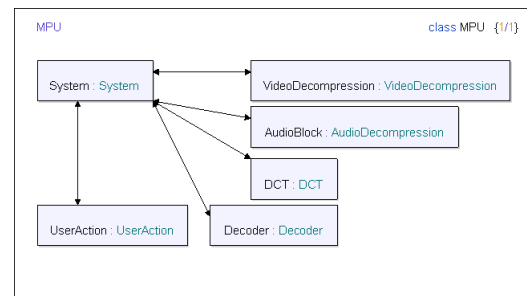 MPU class MPU {1/1}
System : System
VideoDecompression : VideoDecompression
AudioBlock : AudioDecompression
DCT : DCT
UserAction : UserAction
Decoder : Decoder